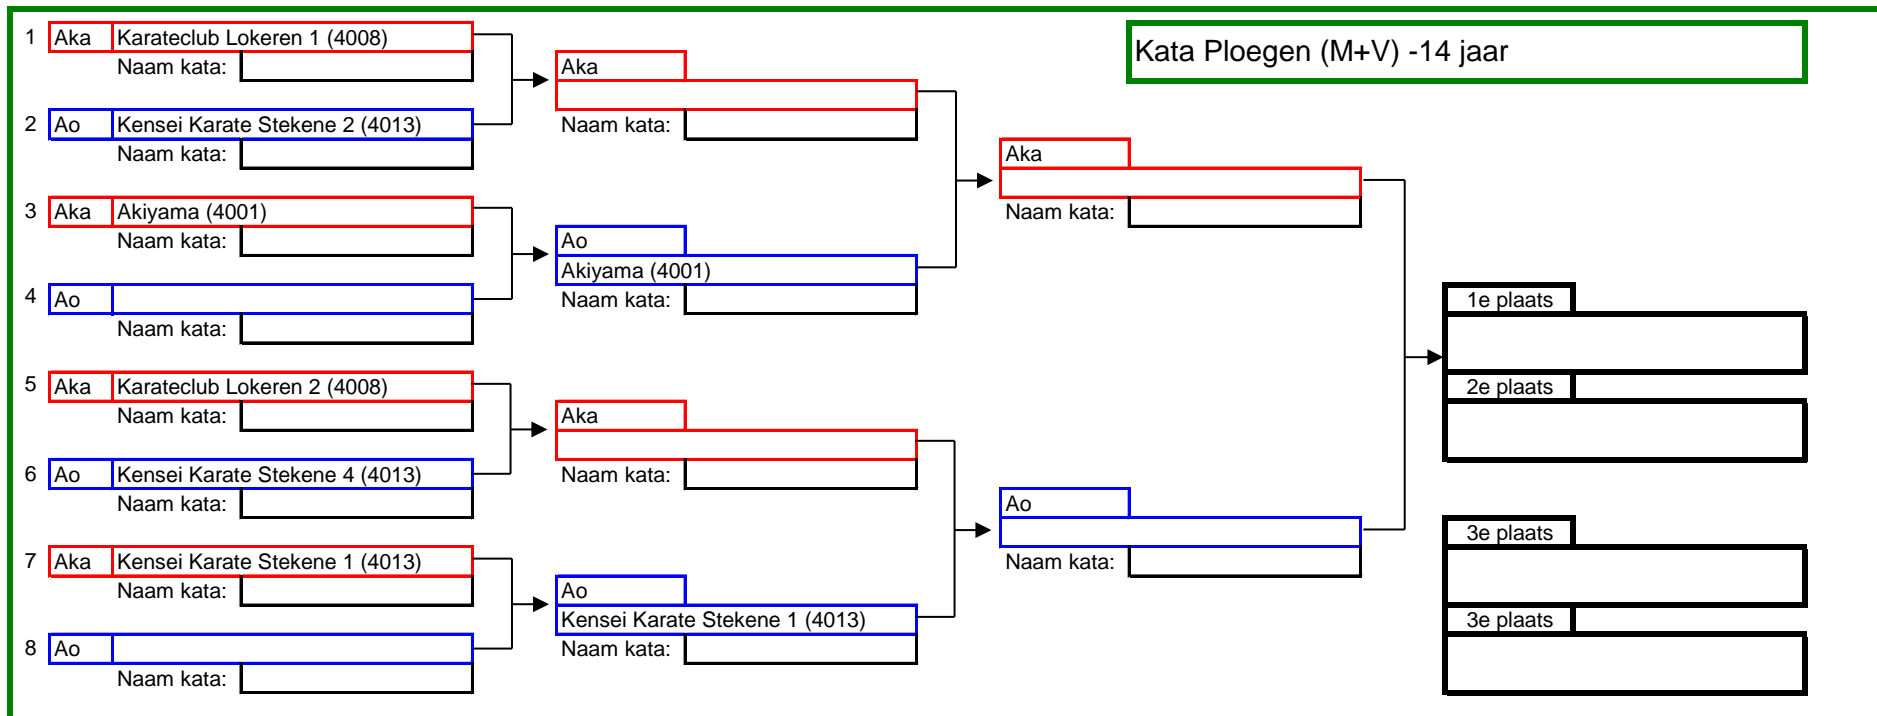 Kata Ploegen (M+V) -14 jaar
1 Aka Karateclub Lokeren 1 (4008)
Naam kata:
2 Ao Kensei Karate Stekene 2 (4013)
Naam kata:
3 Aka Akiyama (4001)
Naam kata:
4 Ao
Naam kata:
5 Aka Karateclub Lokeren 2 (4008)
Naam kata:
6 Ao Kensei Karate Stekene 4 (4013)
Naam kata:
7 Aka Kensei Karate Stekene 1 (4013)
Naam kata:
8 Ao
Naam kata:
Aka
Naam kata:
Ao
Akiyama (4001)
Naam kata:
Aka
Naam kata:
Ao
Kensei Karate Stekene 1 (4013)
Naam kata:
Aka
Naam kata:
Ao
Naam kata:
1e plaats
2e plaats
3e plaats
3e plaats